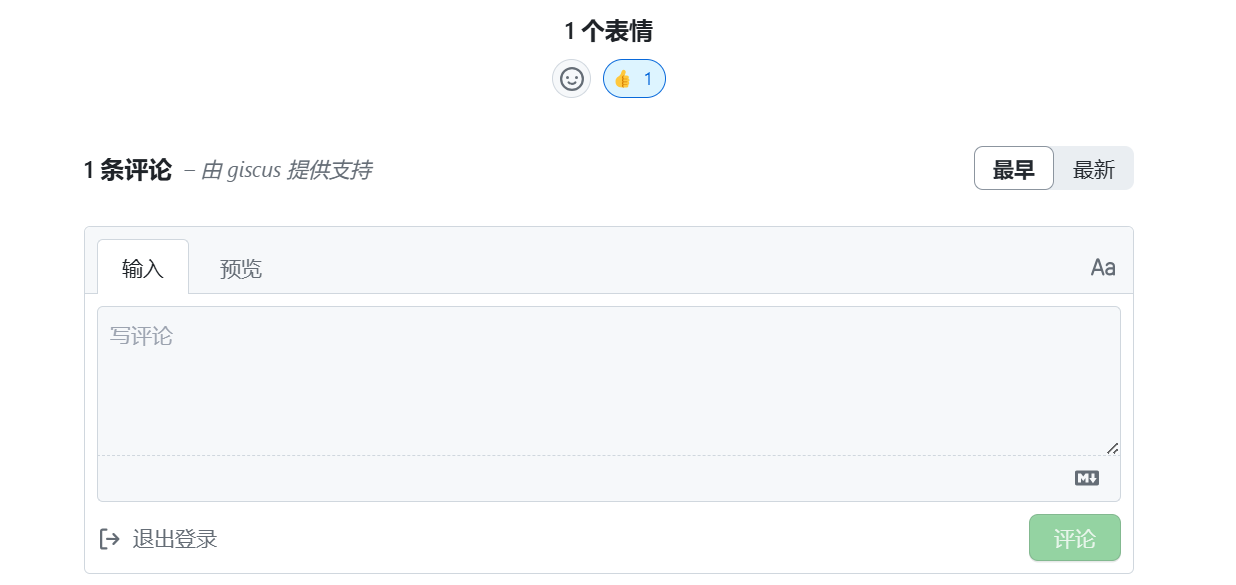 1 个表情
👍 1
1 条评论 – 由 giscus 提供支持
最早 最新
输入 预览 Aa
写评论
M↓
退出登录 评论